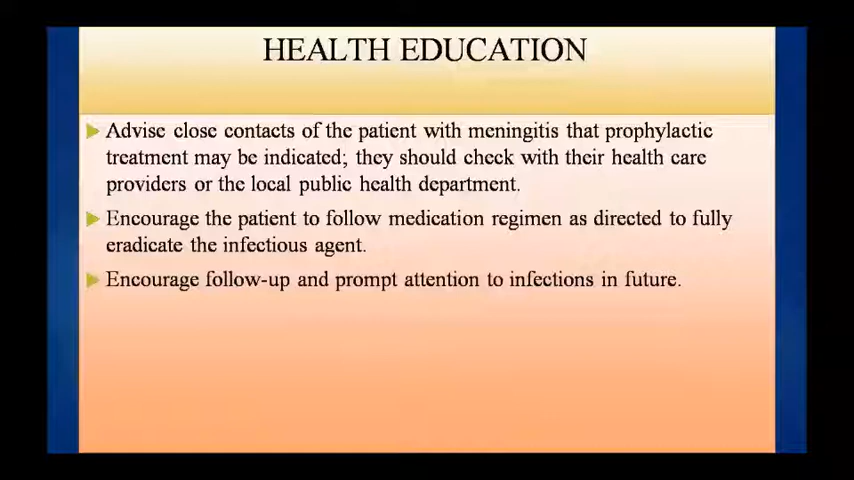 HEALTH EDUCATION
Advise close contacts of the patient with meningitis that prophylactic
treatment may be indicated; they should check with their health care
providers or the local public health department.
Encourage the patient to follow medication regimen as directed to fully
eradicate the infectious agent.
Encourage follow-up and prompt attention to infections in future.